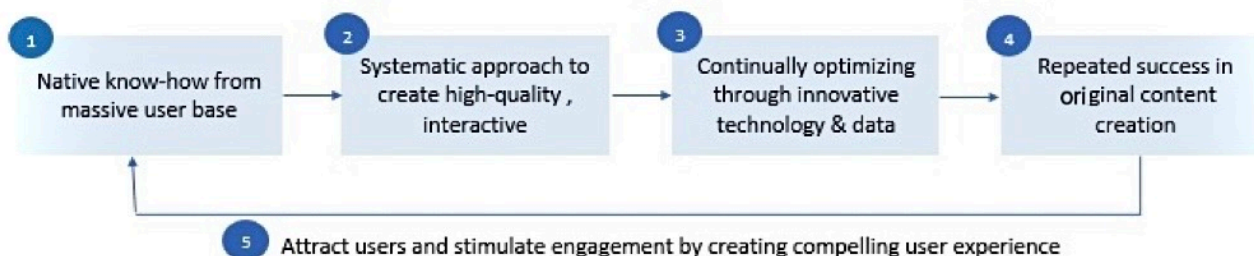 1
Native know-how from
massive user base
2
Systematic approach to
create high-quality ,
interactive
3
Continually optimizing
through innovative
technology & data
4
Repeated success in
original content
creation
5
Attract users and stimulate engagement by creating compelling user experience